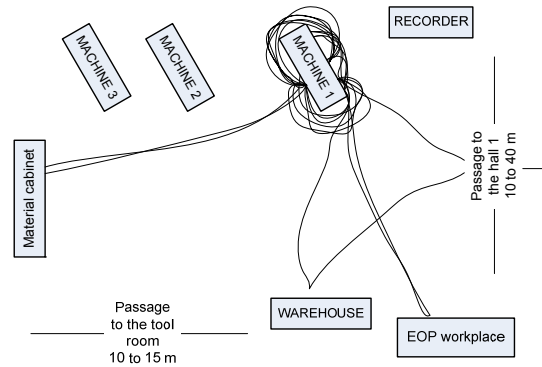 RECORDER
MACHINE 3
MACHINE 2
MACHINE 1
Material cabinet
Passage to
the hall 1
10 to 40 m
WAREHOUSE
EOP workplace
Passage
to the tool
room
10 to 15 m